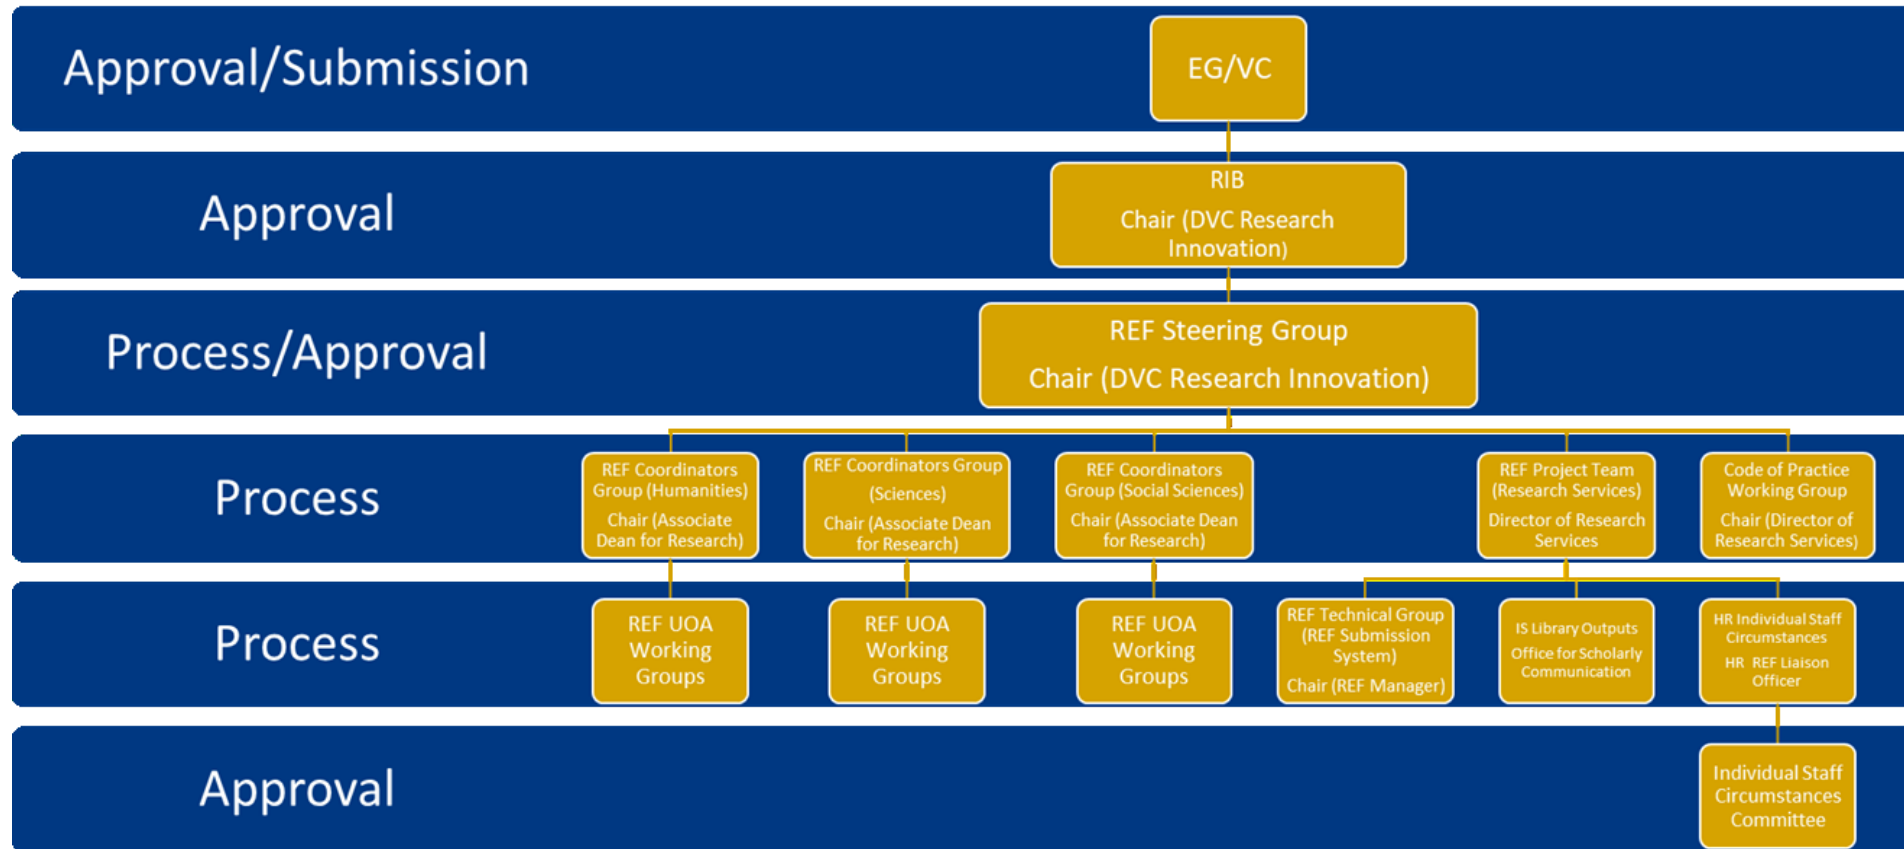 Approval/Submission
EG/VC
Approval
RIB
Chair (DVC Research
Innovation)
Process/Approval
REF Steering Group
Chair (DVC Research Innovation)
Process
REF Coordinators
Group (Humanities)
Chair (Associate
Dean for Research)
REF Coordinators Group
(Sciences)
Chair (Associate Dean
for Research)
REF Coordinators
Group (Social Sciences)
Chair (Associate Dean
for Research)
REF Project Team
(Research Services)
Director of Research
Services
Code of Practice
Working Group
Chair (Director of
Research Services)
Process
REF UOA
Working
Groups
REF UOA
Working
Groups
REF UOA
Working
Groups
REF Technical Group
(REF Submission
System)
Chair (REF Manager)
IS Library Outputs
Office for Scholarly
Communication
HR Individual Staff
Circumstances
HR REF Liaison
Officer
Approval
Individual Staff
Circumstances
Committee